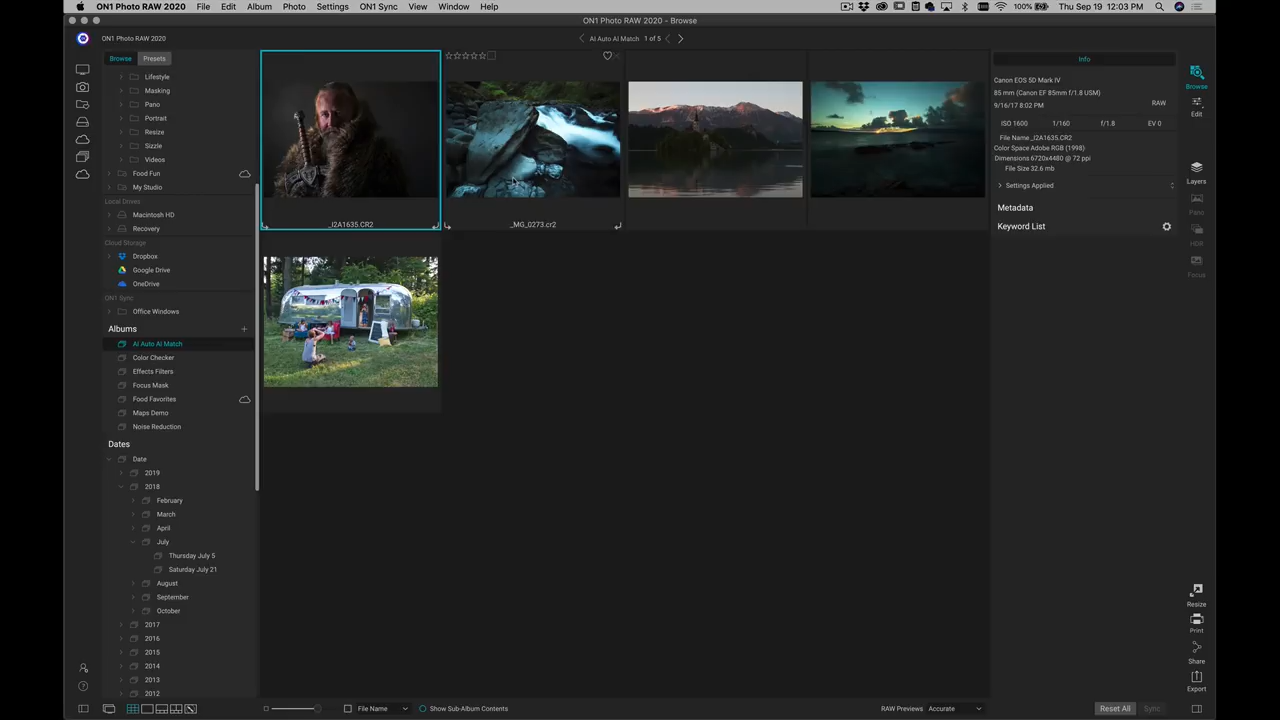 ON1 Photo RAW 2020 File Edit Album Photo Settings ON1 Sync View Window Help 100% Thu Sep 19 12:03 PM
ON1 Photo RAW 2020 - Browse
ON1 Photo RAW 2020
AI Auto AI Match 1 of 5
Browse Presets
Lifestyle
Masking
Pano
Portrait
Resize
Sizzle
Videos
Food Fun
My Studio
Local Drives
Macintosh HD
Recovery
Cloud Storage
Dropbox
Google Drive
OneDrive
ON1 Sync
Office Windows
Albums
AI Auto AI Match
Color Checker
Effects Filters
Focus Mask
Food Favorites
Maps Demo
Noise Reduction
Dates
Date
2019
2018
February
March
April
July
Thursday July 5
Saturday July 21
August
September
October
2017
2016
2015
2014
2013
2012
_I2A1635.CR2
_MG_0273.cr2
Info
Canon EOS 5D Mark IV
85 mm (Canon EF 85mm f/1.8 USM)
9/16/17 8:02 PM
RAW
ISO 1600 1/160 f/1.8 EV 0
File Name _I2A1635.CR2
Color Space Adobe RGB (1998)
Dimensions 6720x4480 @ 72 ppi
File Size 32.6 mb
Settings Applied
Metadata
Keyword List
Browse
Edit
Layers
Pano
HDR
Focus
Resize
Print
Share
Export
File Name Show Sub-Album Contents RAW Previews Accurate Reset All Sync